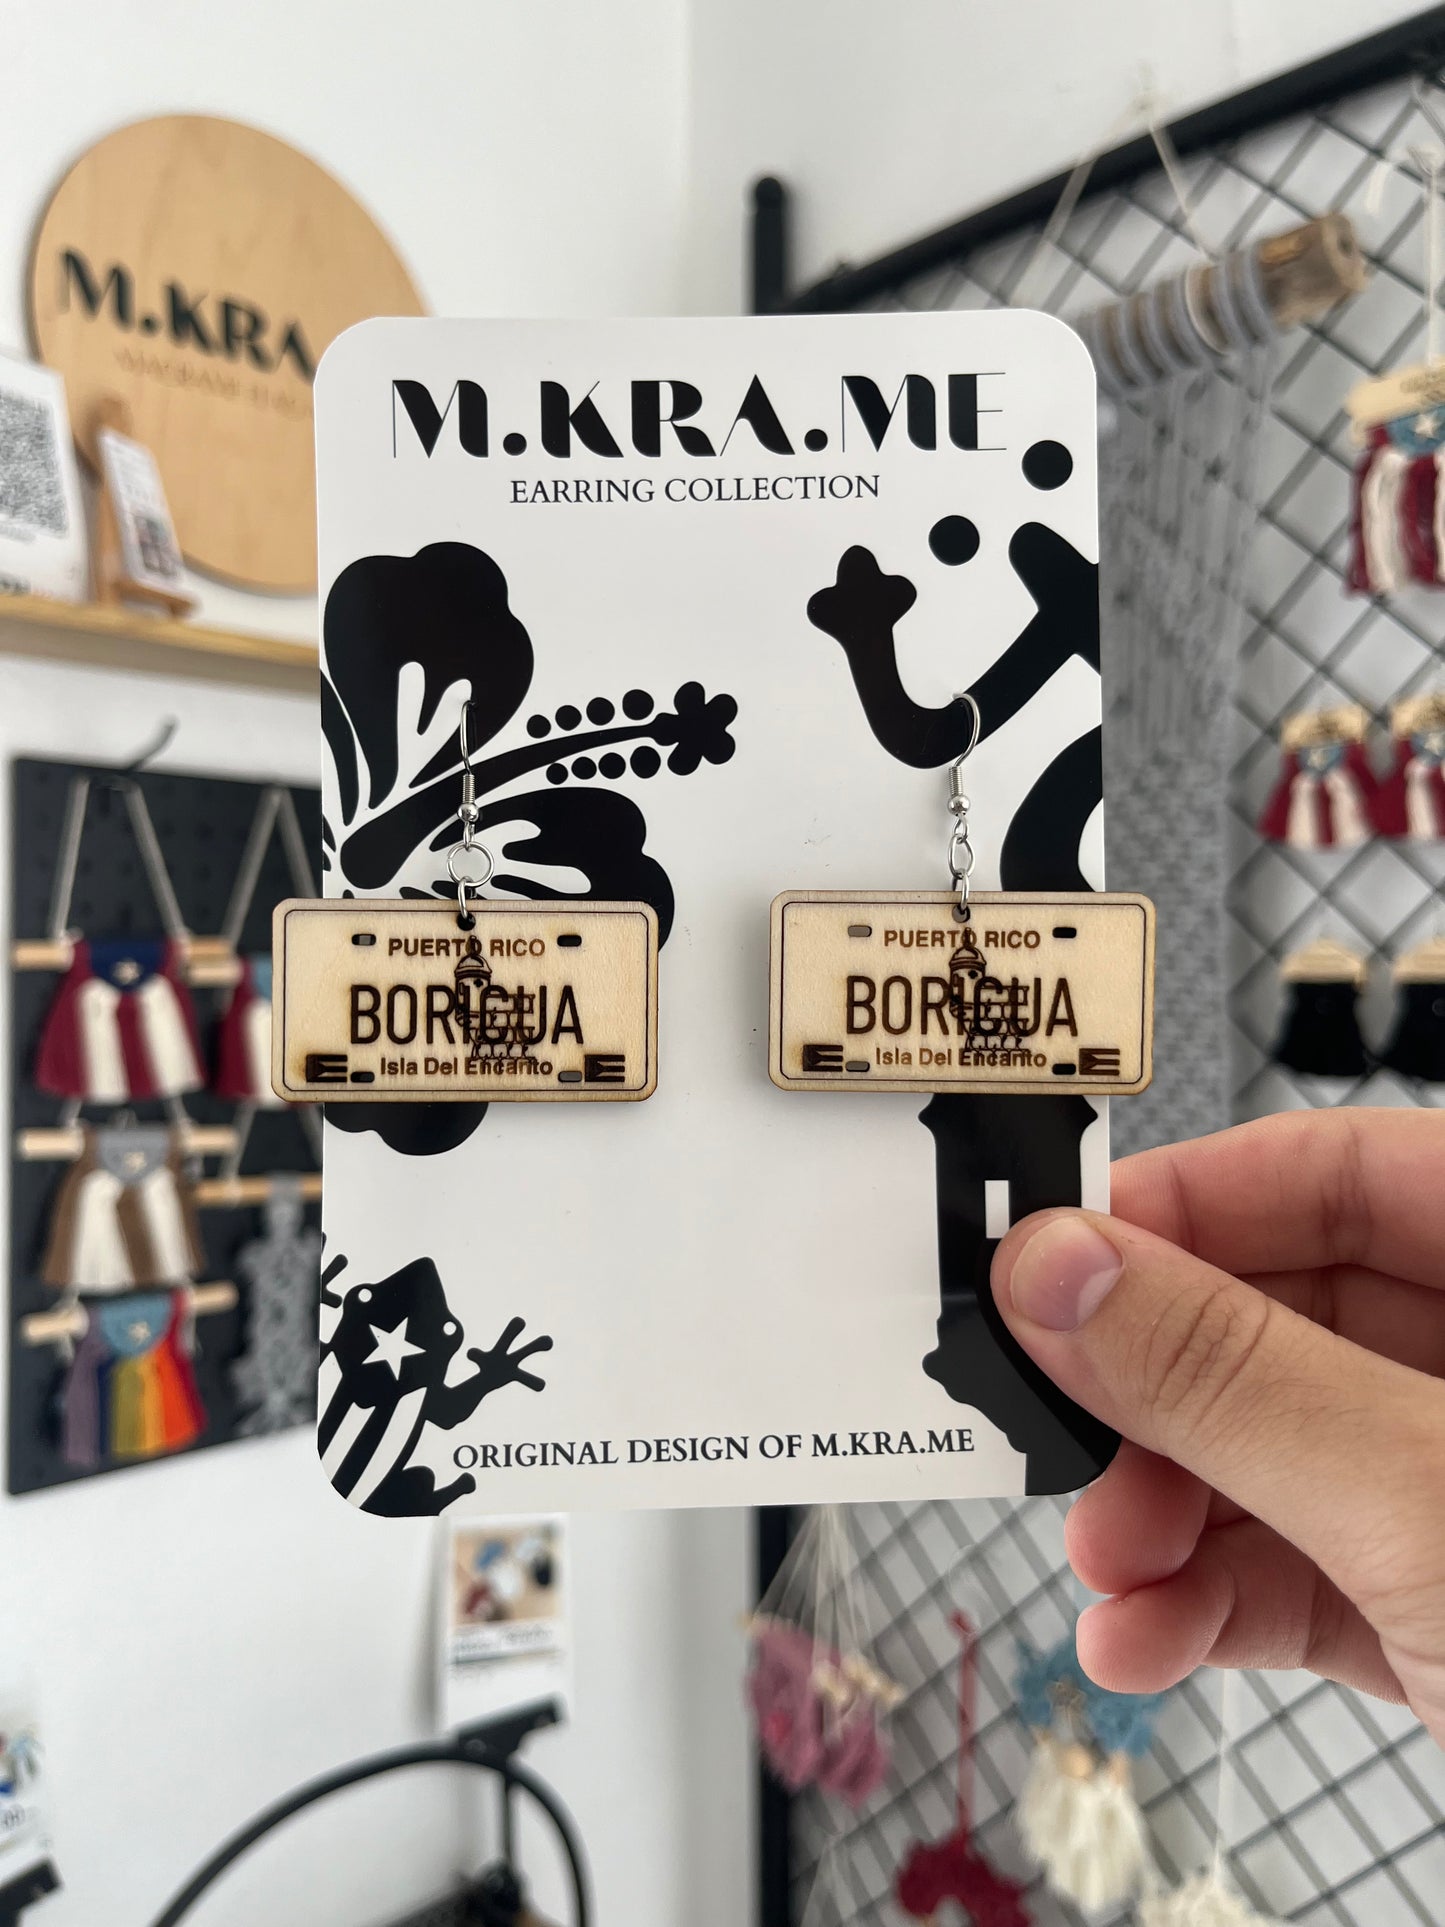 M.KRA
M.KRA.ME
EARRING COLLECTION
PUERTO RICO
BORICUA
Isla Del Encanto
PUERTO RICO
BORICUA
Isla Del Encanto
ORIGINAL DESIGN OF M.KRA.ME